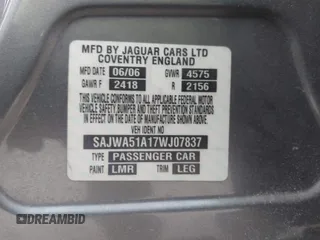 MFD BY JAGUAR CARS LTD
COVENTRY ENGLAND
MFD DATE 06/06 GVWR 4575
GAWR F 2418 R 2156
THIS VEHICLE CONFORMS TO ALL APPLICABLE FEDERAL MOTOR
VEHICLE SAFETY BUMPER AND THEFT PREVENTION STANDARDS
IN EFFECT ON THE DATE OF MANUFACTURE SHOWN ABOVE
VEH IDENT NO
SAJWA51A17WJ07837
TYPE PASSENGER CAR
PAINT LMR TRIM LEG
DREAMBID